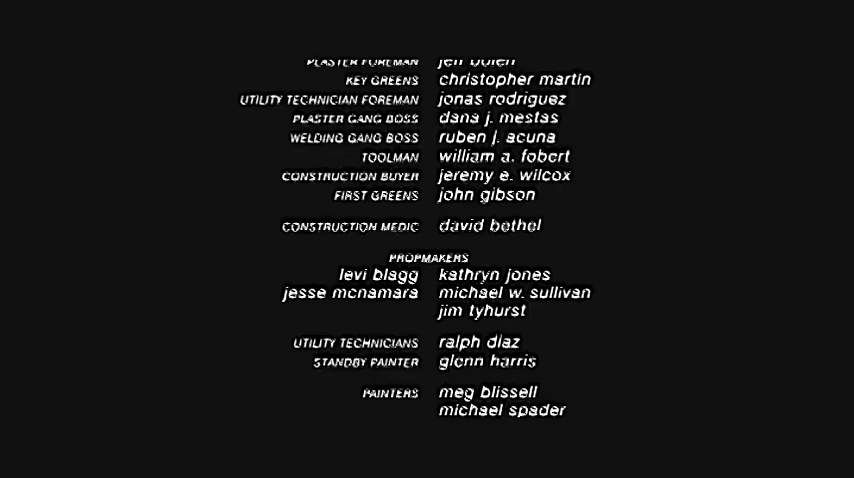 PLASTER FOREMAN jeff bolen
KEY GREENS christopher martin
UTILITY TECHNICIAN FOREMAN jonas rodriguez
PLASTER GANG BOSS dana j. mestas
WELDING GANG BOSS ruben j. acuna
TOOLMAN william a. fobert
CONSTRUCTION BUYER jeremy e. wilcox
FIRST GREENS john gibson
CONSTRUCTION MEDIC david bethel
PROPMAKERS
levi blagg kathryn jones
jesse mcnamara michael w. sullivan
jim tyhurst
UTILITY TECHNICIANS ralph diaz
STANDBY PAINTER glenn harris
PAINTERS meg blissell
michael spader